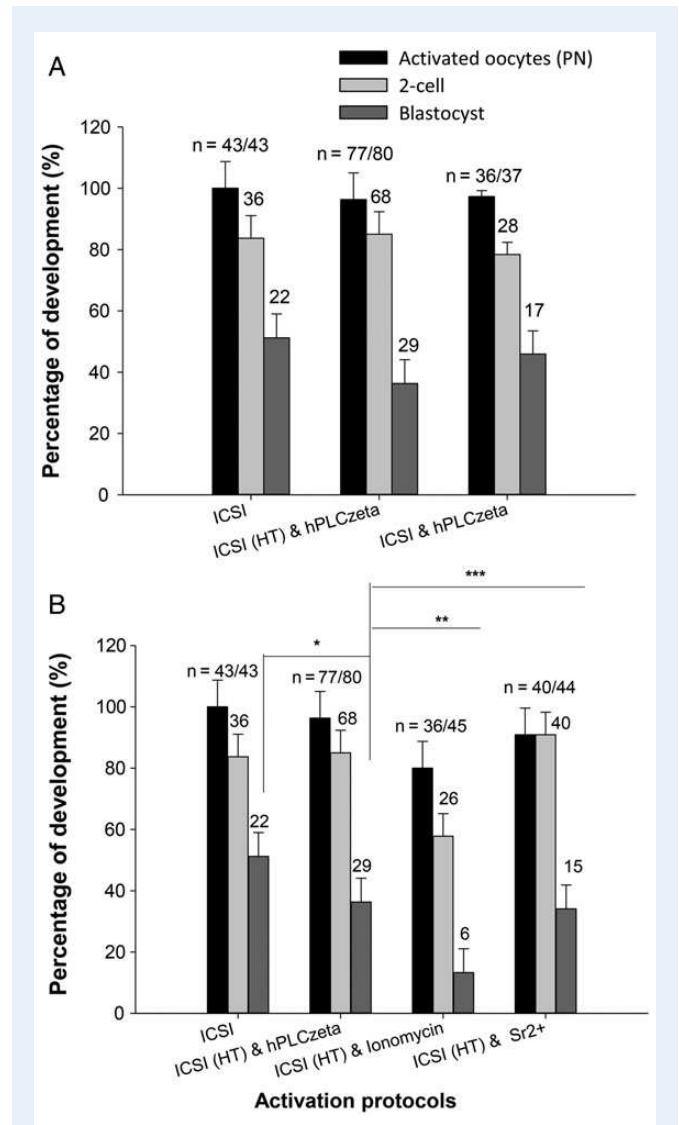 A
Activated oocytes (PN)
2-cell
Blastocyst
Percentage of development (%)
120
100
80
60
40
20
0
n = 43/43
36
22
n = 77/80
68
29
n = 36/37
28
17
ICSI
ICSI (HT) & hPLCzeta
ICSI & hPLCzeta
B
Percentage of development (%)
120
100
80
60
40
20
0
*
**
***
n = 43/43
36
22
n = 77/80
68
29
n = 36/45
26
6
n = 40/44
40
15
ICSI
ICSI (HT) & hPLCzeta
ICSI (HT) & Ionomycin
ICSI (HT) & Sr2+
Activation protocols